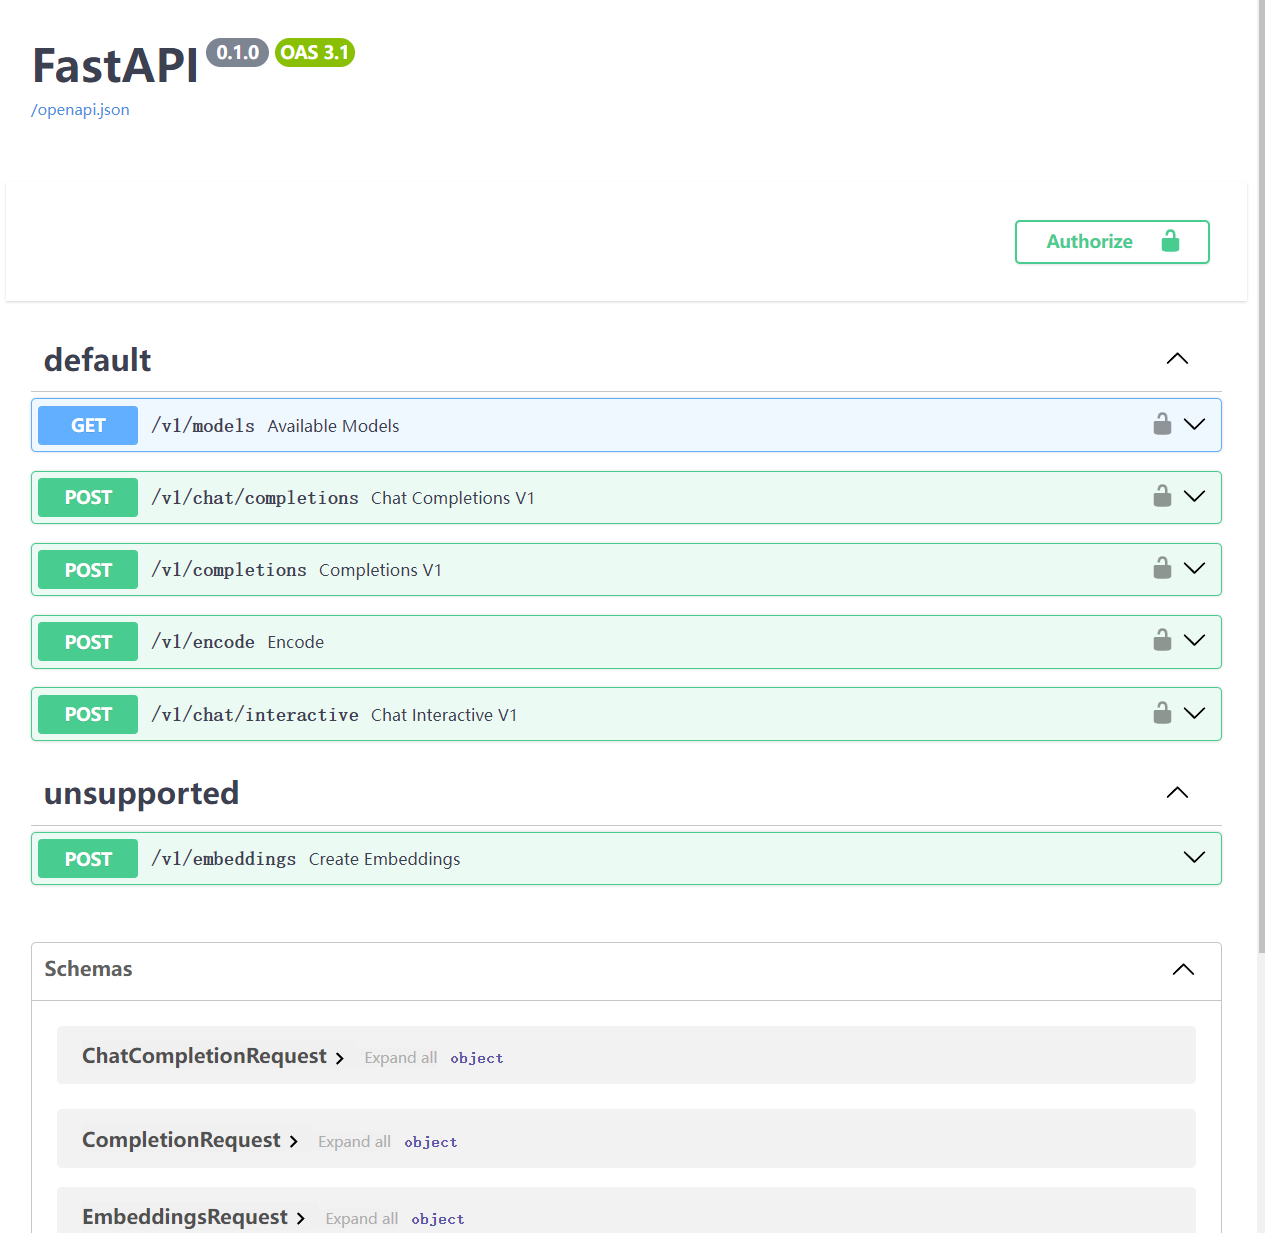 FastAPI 0.1.0 OAS 3.1
/openapi.json
Authorize
default
GET /v1/models Available Models
POST /v1/chat/completions Chat Completions V1
POST /v1/completions Completions V1
POST /v1/encode Encode
POST /v1/chat/interactive Chat Interactive V1
unsupported
POST /v1/embeddings Create Embeddings
Schemas
ChatCompletionRequest Expand all object
CompletionRequest Expand all object
EmbeddingsRequest Expand all object